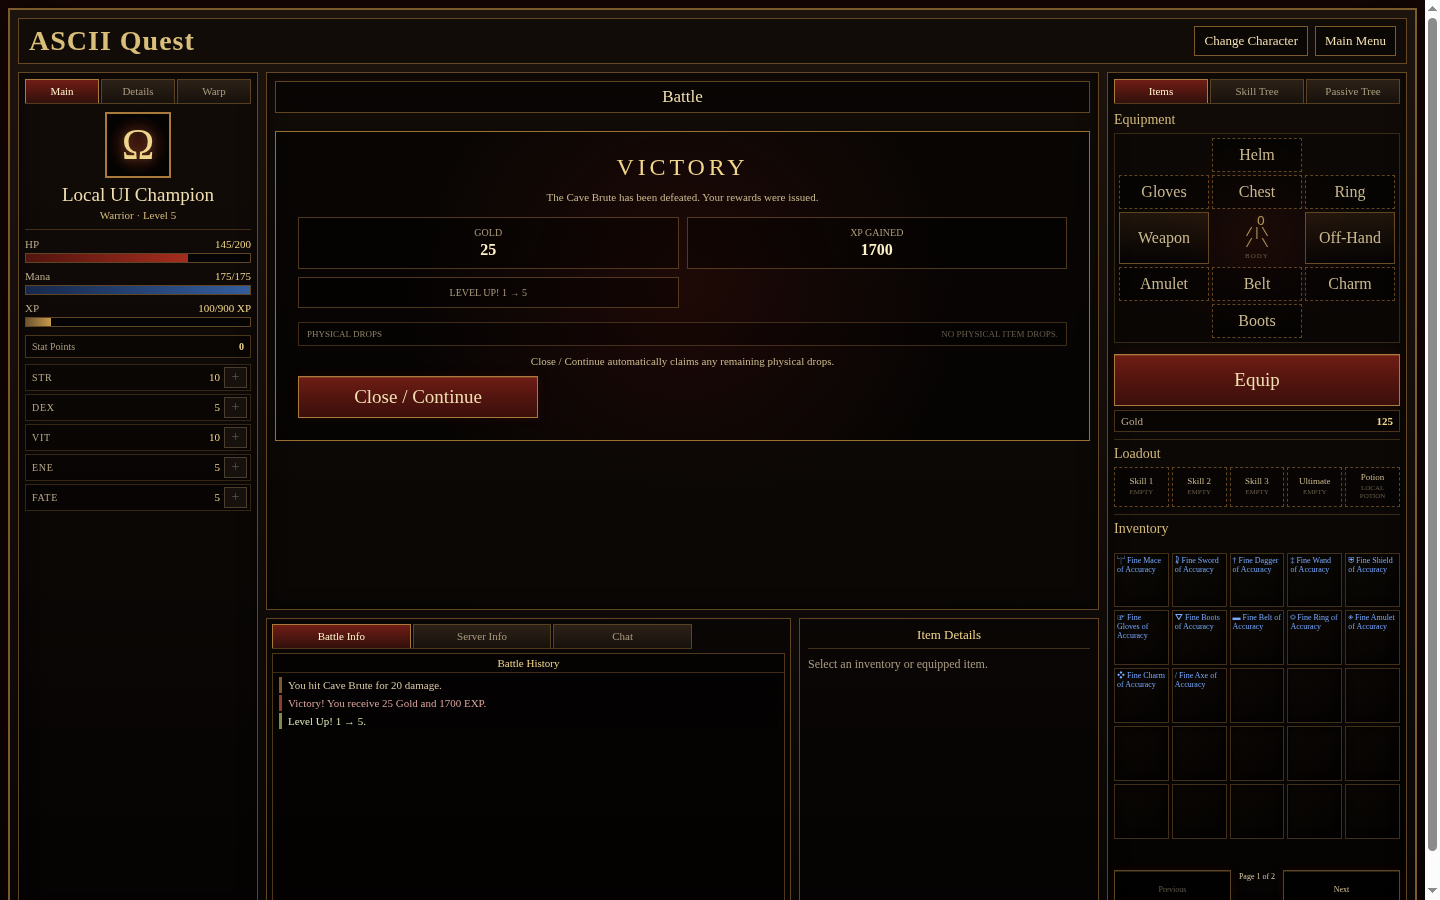 ASCII Quest
Change Character
Main Menu
Main
Details
Warp
Ω
Local UI Champion
Warrior · Level 5
HP 145/200
Mana 175/175
XP 100/900 XP
Stat Points 0
STR 10 +
DEX 5 +
VIT 10 +
ENE 5 +
FATE 5 +
Battle
VICTORY
The Cave Brute has been defeated. Your rewards were issued.
GOLD
25
XP GAINED
1700
LEVEL UP! 1 → 5
PHYSICAL DROPS NO PHYSICAL ITEM DROPS.
Close / Continue automatically claims any remaining physical drops.
Close / Continue
Battle Info
Server Info
Chat
Battle History
You hit Cave Brute for 20 damage.
Victory! You receive 25 Gold and 1700 EXP.
Level Up! 1 → 5.
Item Details
Select an inventory or equipped item.
Items
Skill Tree
Passive Tree
Equipment
Helm
Gloves
Chest
Ring
Weapon
O
/|\
/ \
BODY
Off-Hand
Amulet
Belt
Charm
Boots
Equip
Gold 125
Loadout
Skill 1
EMPTY
Skill 2
EMPTY
Skill 3
EMPTY
Ultimate
EMPTY
Potion
LOCAL
POTION
Inventory
Fine Mace
of Accuracy
Fine Sword
of Accuracy
† Fine Dagger
of Accuracy
‡ Fine Wand
of Accuracy
Fine Shield
of Accuracy
Fine
Gloves of
Accuracy
Fine Boots
of Accuracy
Fine Belt of
Accuracy
Fine Ring of
Accuracy
Fine Amulet
of Accuracy
Fine Charm
of Accuracy
/ Fine Axe of
Accuracy
Previous
Page 1 of 2
Next